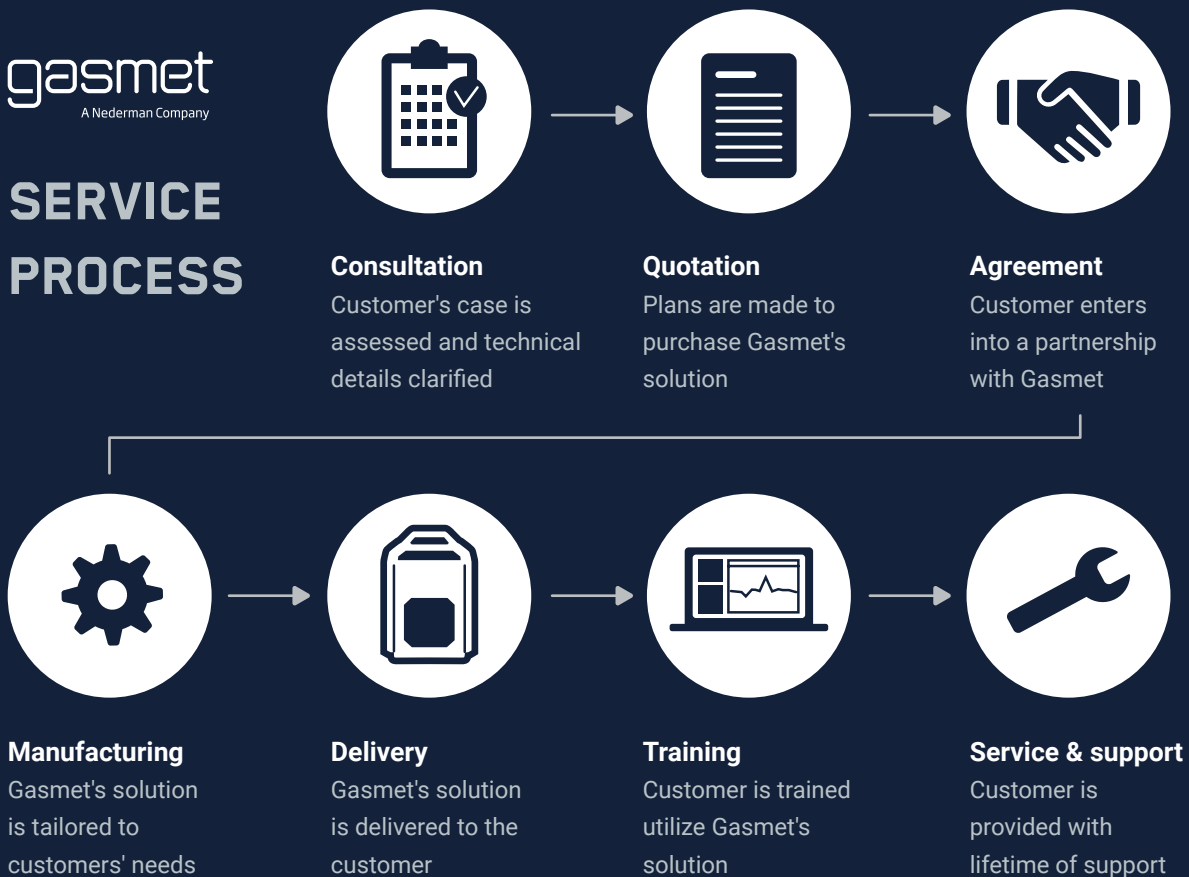 gasmet
A Nederman Company
SERVICE
PROCESS
Consultation
Customer's case is
assessed and technical
details clarified
Quotation
Plans are made to
purchase Gasmet's
solution
Agreement
Customer enters
into a partnership
with Gasmet
Manufacturing
Gasmet's solution
is tailored to
customers' needs
Delivery
Gasmet's solution
is delivered to the
customer
Training
Customer is trained
utilize Gasmet's
solution
Service & support
Customer is
provided with
lifetime of support